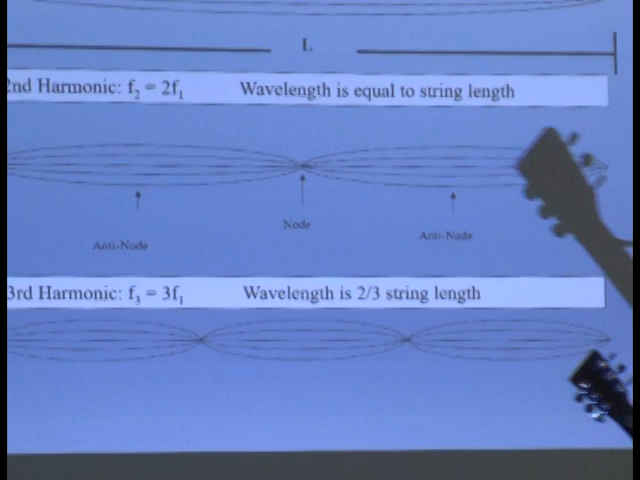 L
2nd Harmonic: f₂ = 2f₁ Wavelength is equal to string length
Node
Anti-Node
Anti-Node
3rd Harmonic: f₃ = 3f₁ Wavelength is 2/3 string length